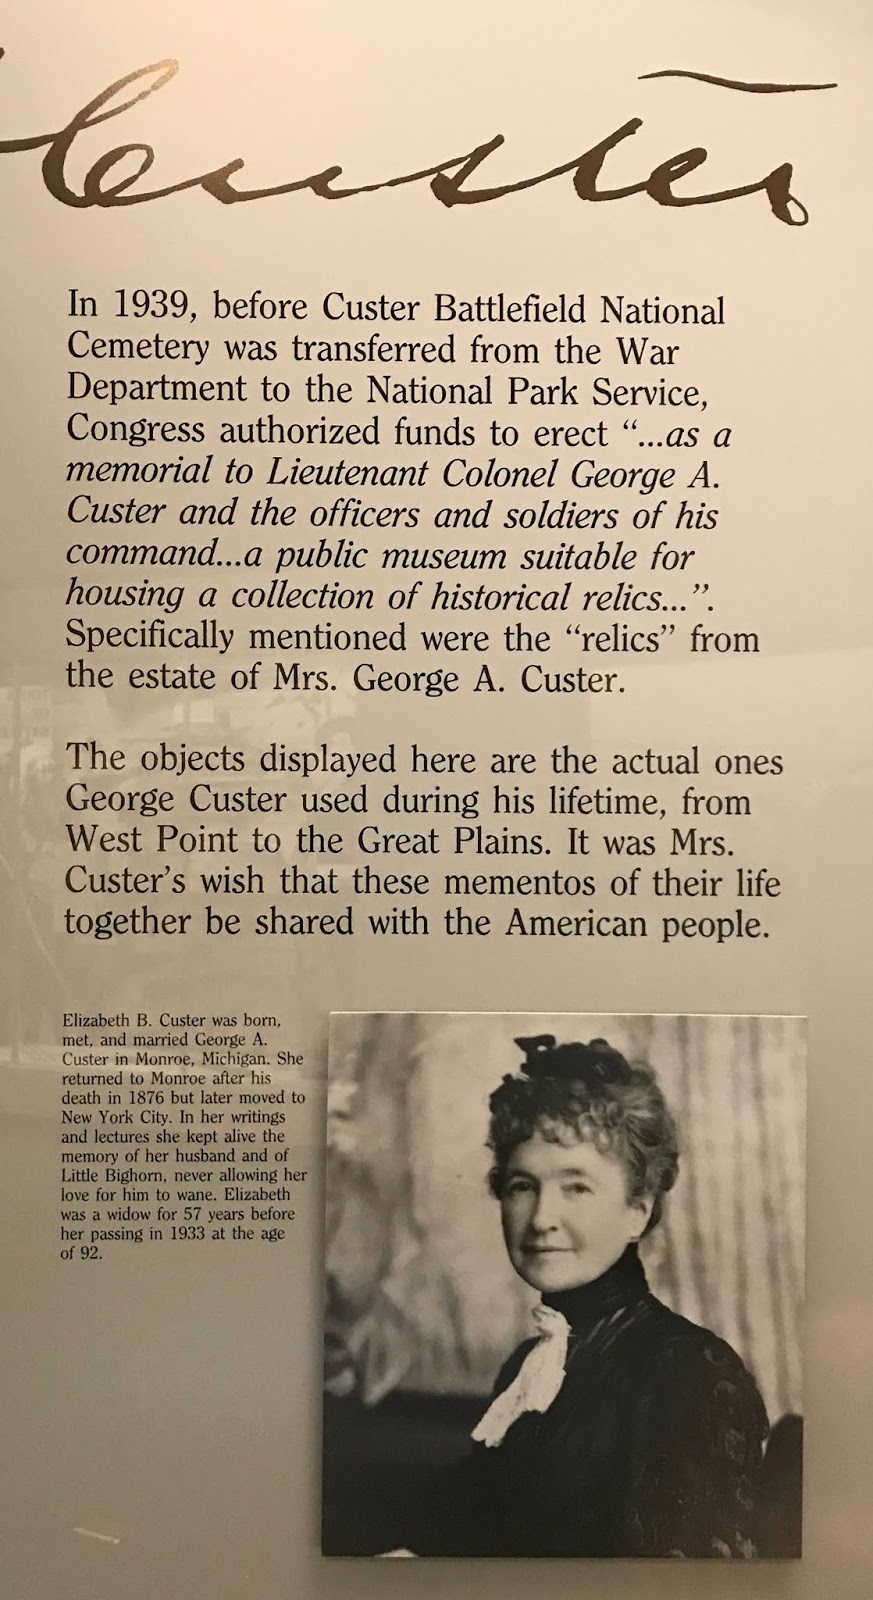 Custer
In 1939, before Custer Battlefield National
Cemetery was transferred from the War
Department to the National Park Service,
Congress authorized funds to erect “...as a
memorial to Lieutenant Colonel George A.
Custer and the officers and soldiers of his
command...a public museum suitable for
housing a collection of historical relics...”.
Specifically mentioned were the “relics” from
the estate of Mrs. George A. Custer.
The objects displayed here are the actual ones
George Custer used during his lifetime, from
West Point to the Great Plains. It was Mrs.
Custer’s wish that these mementos of their life
together be shared with the American people.
Elizabeth B. Custer was born,
met, and married George A.
Custer in Monroe, Michigan. She
returned to Monroe after his
death in 1876 but later moved to
New York City. In her writings
and lectures she kept alive the
memory of her husband and of
Little Bighorn, never allowing her
love for him to wane. Elizabeth
was a widow for 57 years before
her passing in 1933 at the age
of 92.